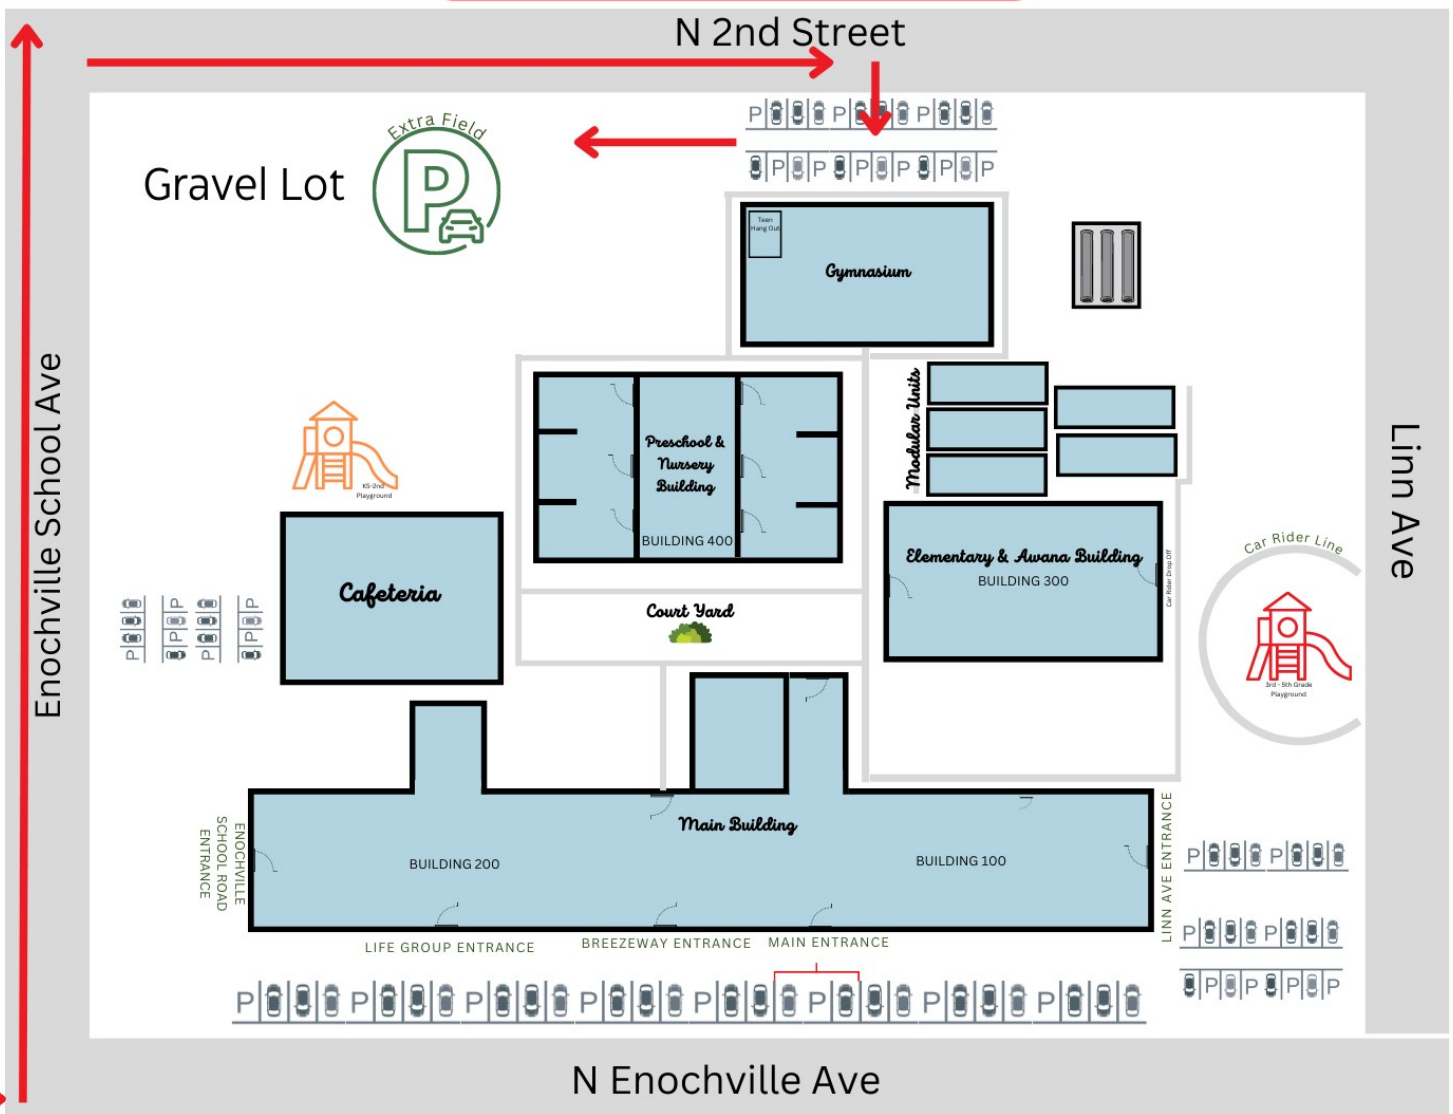 N 2nd Street
Extra Field
P
Gravel Lot
P P P
P P P P P P
Teen
Hang Out
Gymnasium
Enochville School Ave
Linn Ave
Modular Units
Preschool &
Nursery
Building
BUILDING 400
K5-2nd
Playground
Cafeteria
Elementary & Awana Building
BUILDING 300
Car Rider Drop Off
Car Rider Line
3rd - 5th Grade
Playground
Court Yard
P P
P P
P P
P P
Main Building
BUILDING 200
BUILDING 100
ENOCHVILLE
SCHOOL ROAD
ENTRANCE
LINN AVE ENTRANCE
LIFE GROUP ENTRANCE
BREEZEWAY ENTRANCE
MAIN ENTRANCE
P P
P P
P P P P
P P P P P P P P
N Enochville Ave